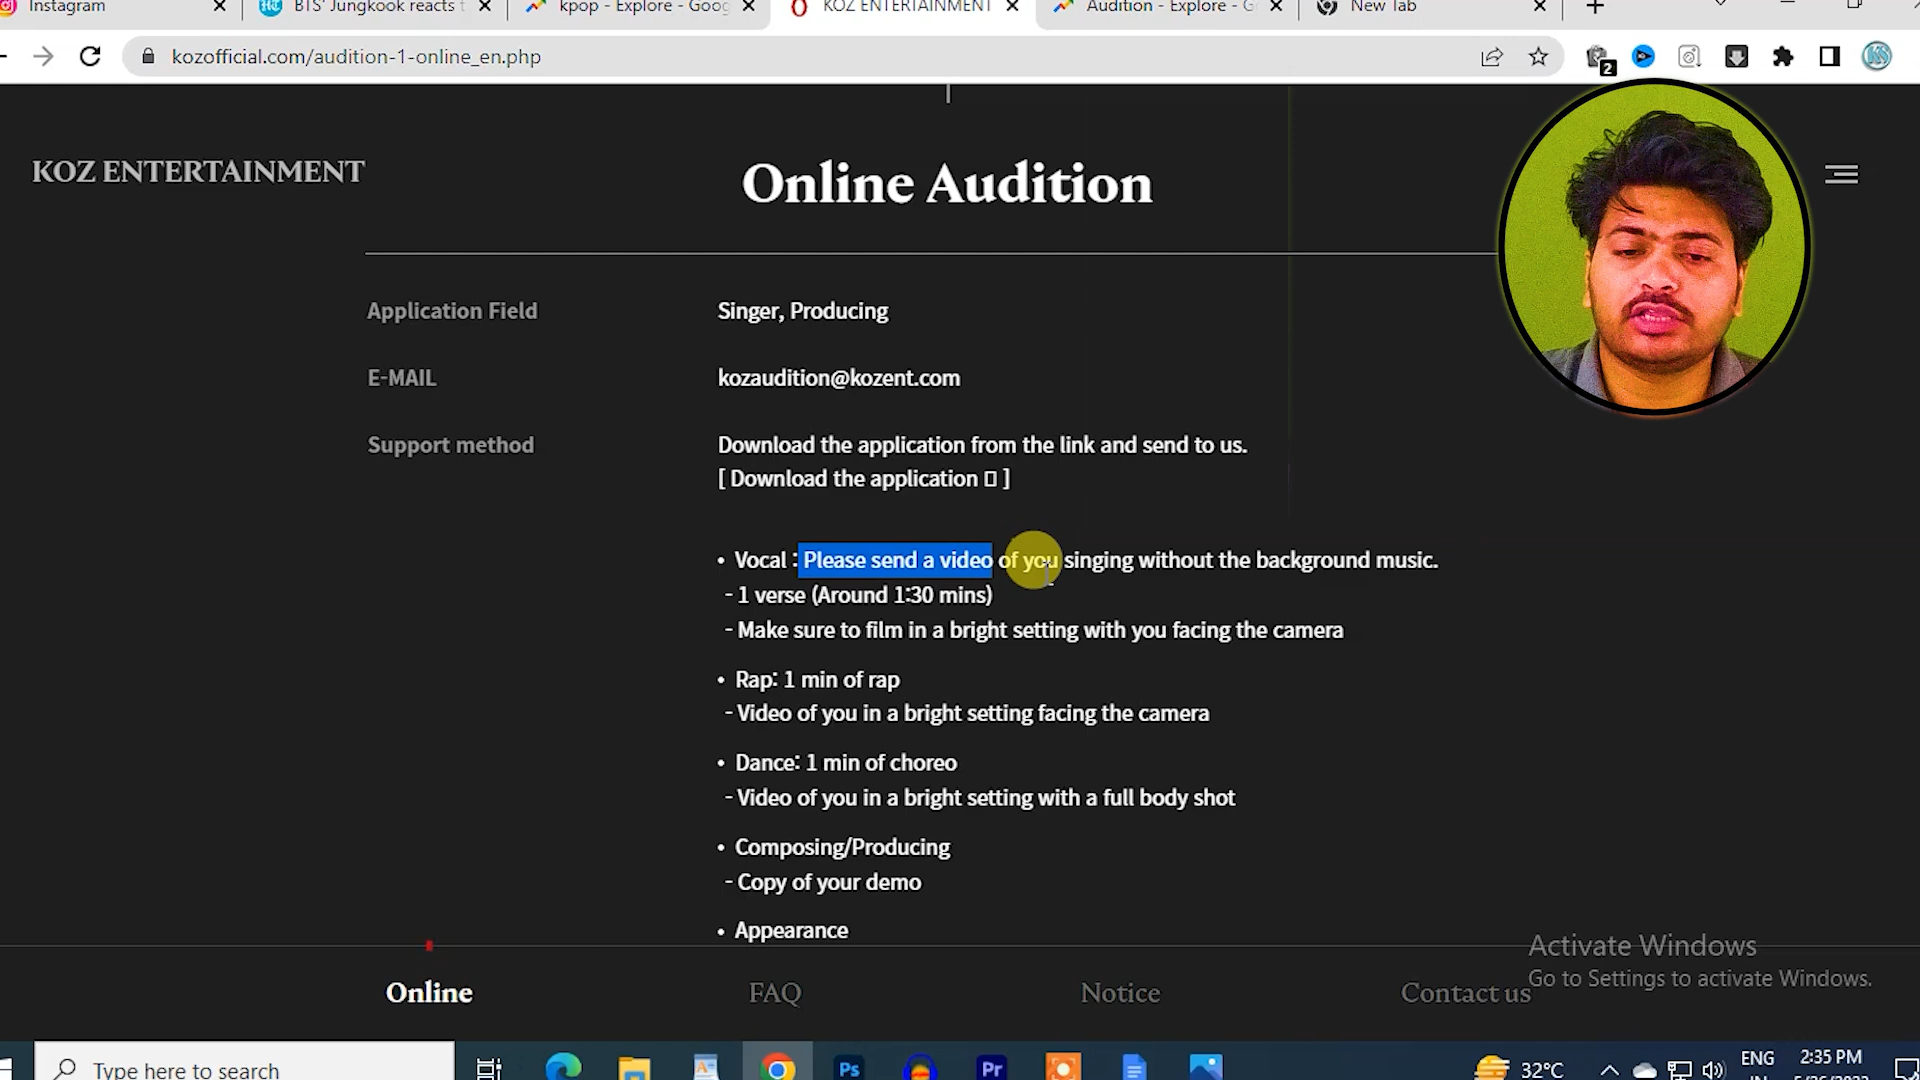 Instagram
BTS' Jungkook reacts t
kpop - Explore - Goog
KOZ ENTERTAINMENT
Audition - Explore - G
New Tab
kozofficial.com/audition-1-online_en.php
2
KOZ ENTERTAINMENT
Online Audition
Application Field
Singer, Producing
E-MAIL
kozaudition@kozent.com
Support method
Download the application from the link and send to us.
[ Download the application ]
• Vocal : Please send a video of you singing without the background music.
- 1 verse (Around 1:30 mins)
- Make sure to film in a bright setting with you facing the camera
• Rap: 1 min of rap
- Video of you in a bright setting facing the camera
• Dance: 1 min of choreo
- Video of you in a bright setting with a full body shot
• Composing/Producing
- Copy of your demo
• Appearance
Activate Windows
Go to Settings to activate Windows.
Online
FAQ
Notice
Contact us
Type here to search
Ps
Pr
32°C
ENG
2:35 PM